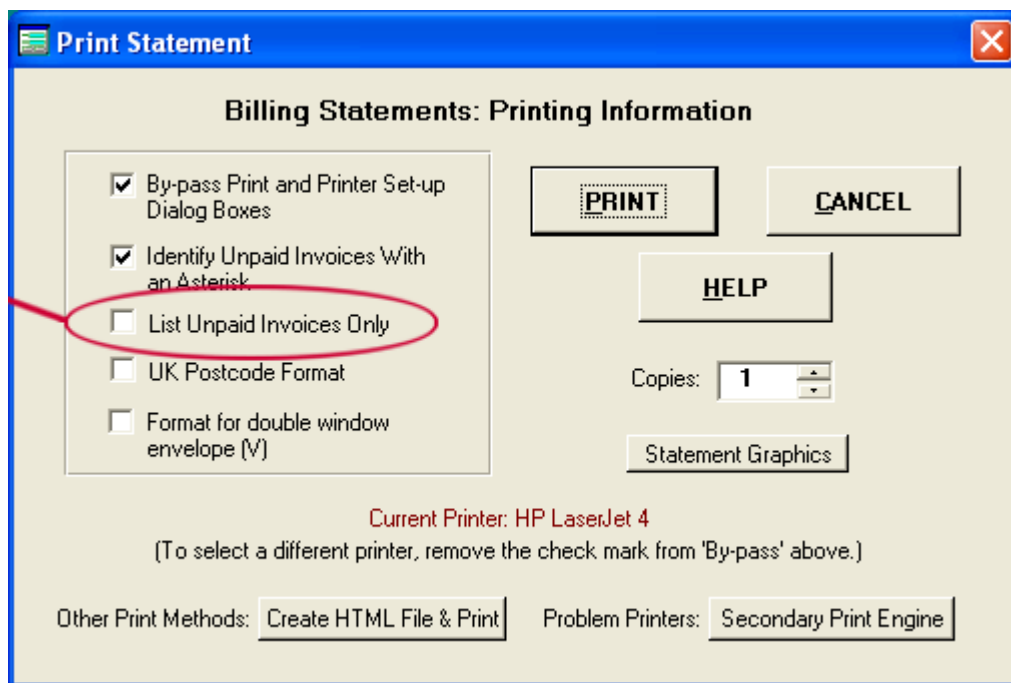 Print Statement
Billing Statements: Printing Information
By-pass Print and Printer Set-up
Dialog Boxes
Identify Unpaid Invoices With
an Asterisk
List Unpaid Invoices Only
UK Postcode Format
Format for double window
envelope (V)
PRINT
CANCEL
HELP
Copies: 1
Statement Graphics
Current Printer: HP LaserJet 4
(To select a different printer, remove the check mark from 'By-pass' above.)
Other Print Methods: Create HTML File & Print Problem Printers: Secondary Print Engine